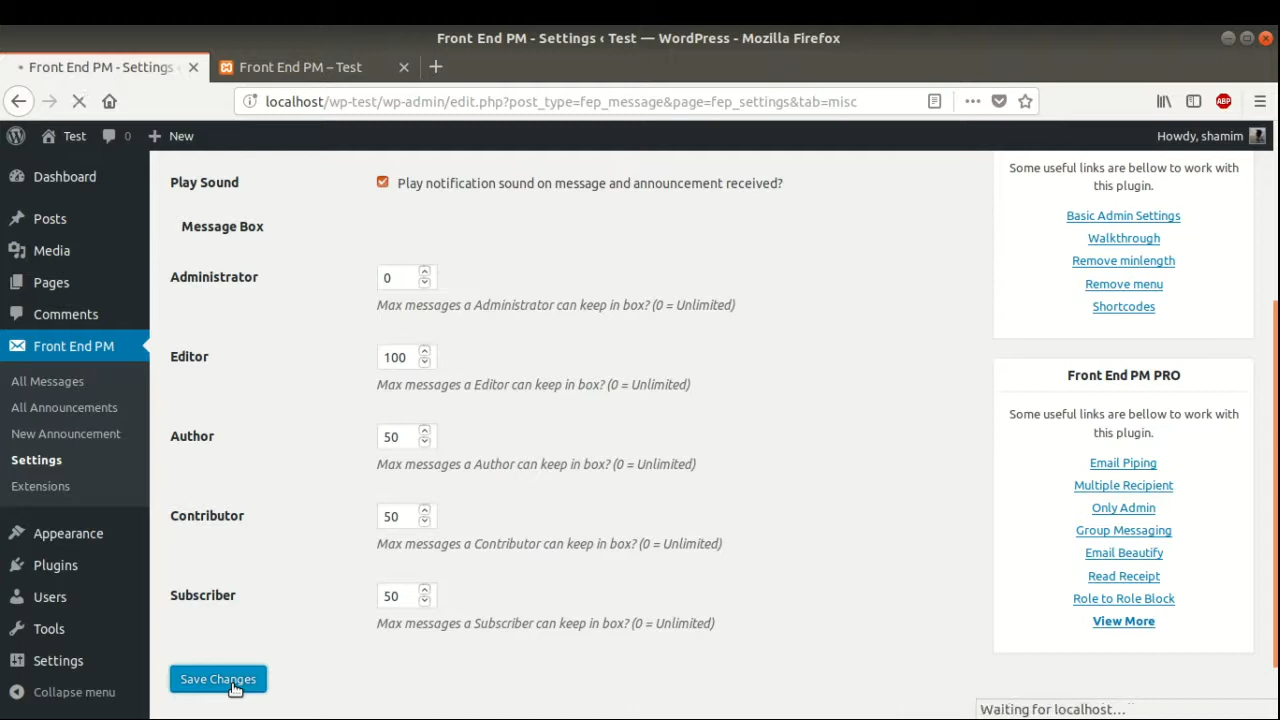 Front End PM - Settings ‹ Test — WordPress - Mozilla Firefox
Front End PM - Settings ‹
Front End PM – Test
localhost/wp-test/wp-admin/edit.php?post_type=fep_message&page=fep_settings&tab=misc
ABP
Test
0
New
Howdy, shamim
Dashboard
Posts
Media
Pages
Comments
Front End PM
All Messages
All Announcements
New Announcement
Settings
Extensions
Appearance
Plugins
Users
Tools
Settings
Collapse menu
Play Sound
Play notification sound on message and announcement received?
Message Box
Administrator
0
Max messages a Administrator can keep in box? (0 = Unlimited)
Editor
100
Max messages a Editor can keep in box? (0 = Unlimited)
Author
50
Max messages a Author can keep in box? (0 = Unlimited)
Contributor
50
Max messages a Contributor can keep in box? (0 = Unlimited)
Subscriber
50
Max messages a Subscriber can keep in box? (0 = Unlimited)
Save Changes
Some useful links are bellow to work with
this plugin.
Basic Admin Settings
Walkthrough
Remove minlength
Remove menu
Shortcodes
Front End PM PRO
Some useful links are bellow to work with
this plugin.
Email Piping
Multiple Recipient
Only Admin
Group Messaging
Email Beautify
Read Receipt
Role to Role Block
View More
Waiting for localhost…